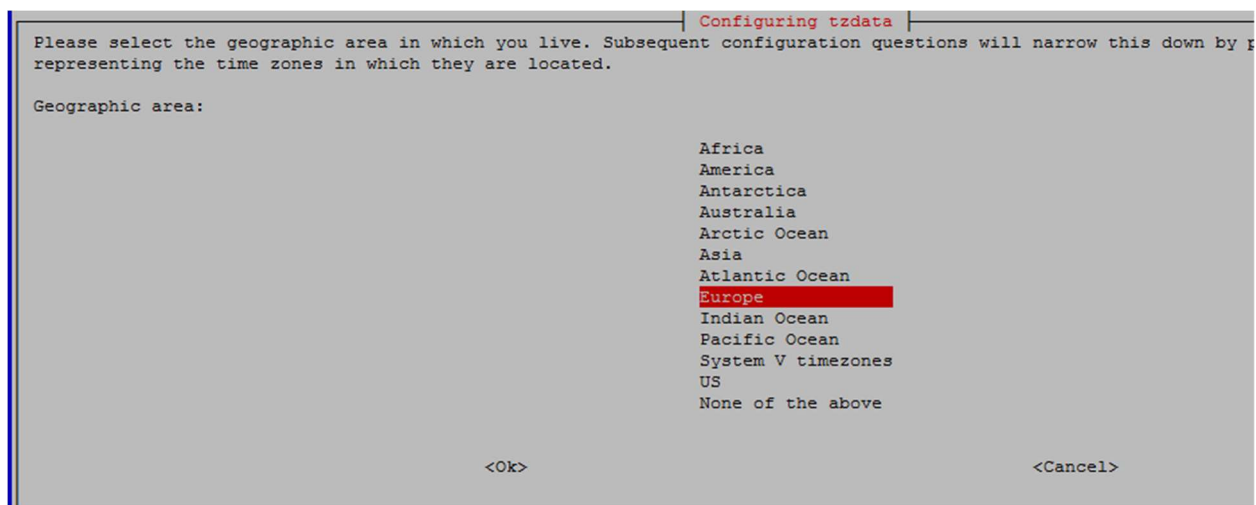 Configuring tzdata
Please select the geographic area in which you live. Subsequent configuration questions will narrow this down by
representing the time zones in which they are located.
Geographic area:
Africa
America
Antarctica
Australia
Arctic Ocean
Asia
Atlantic Ocean
Europe
Indian Ocean
Pacific Ocean
System V timezones
US
None of the above
<Ok> <Cancel>